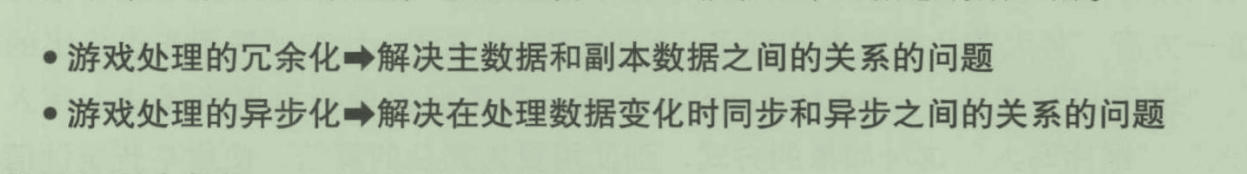 • 游戏处理的冗余化➡解决主数据和副本数据之间的关系的问题
• 游戏处理的异步化➡解决在处理数据变化时同步和异步之间的关系的问题